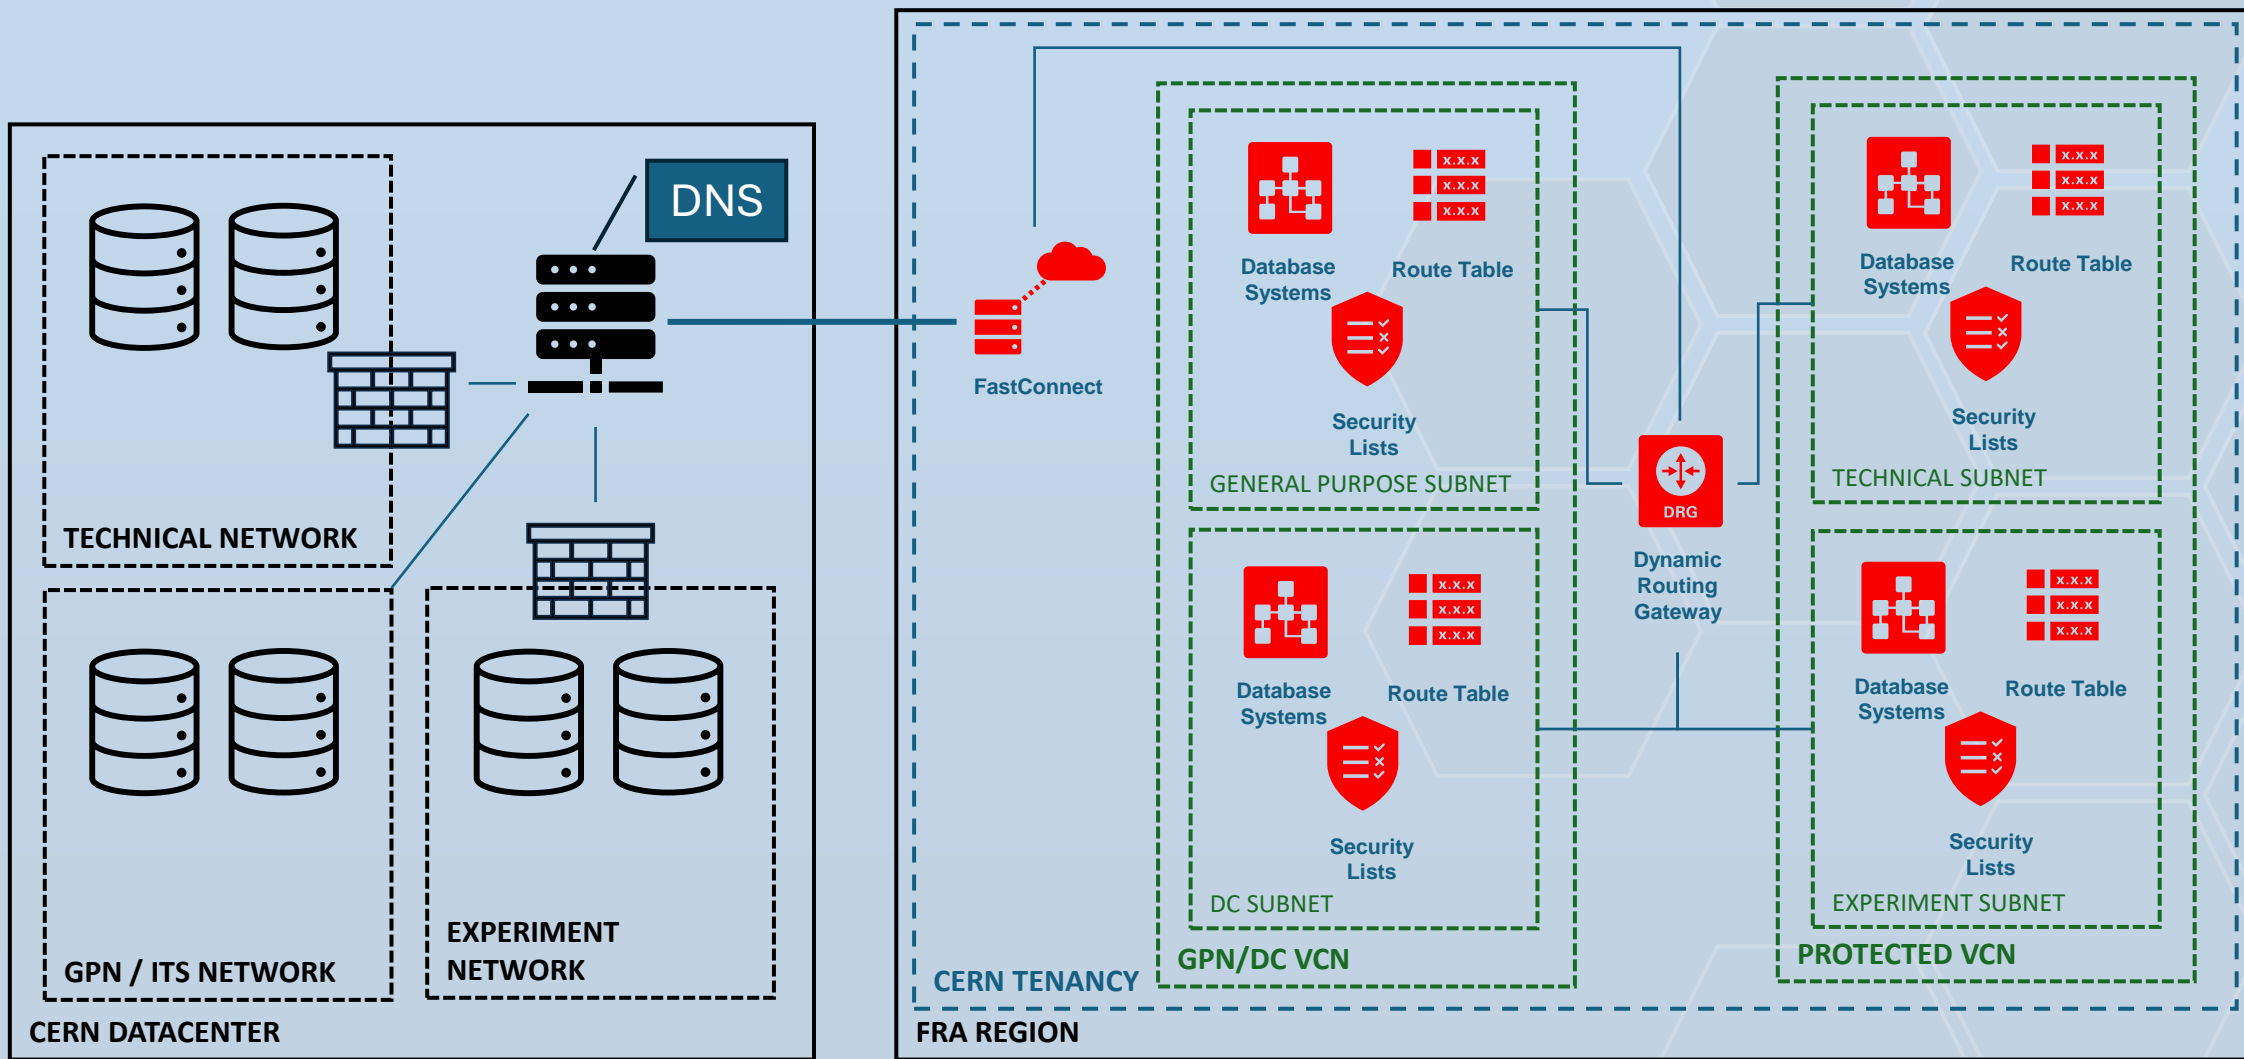 DNS
TECHNICAL NETWORK
GPN / ITS NETWORK
EXPERIMENT
NETWORK
CERN DATACENTER
FastConnect
Database
Systems
Route Table
x.x.x
x.x.x
x.x.x
Security
Lists
GENERAL PURPOSE SUBNET
Database
Systems
Route Table
x.x.x
x.x.x
x.x.x
Security
Lists
DC SUBNET
GPN/DC VCN
DRG
Dynamic
Routing
Gateway
Database
Systems
Route Table
x.x.x
x.x.x
x.x.x
Security
Lists
TECHNICAL SUBNET
Database
Systems
Route Table
x.x.x
x.x.x
x.x.x
Security
Lists
EXPERIMENT SUBNET
PROTECTED VCN
CERN TENANCY
FRA REGION